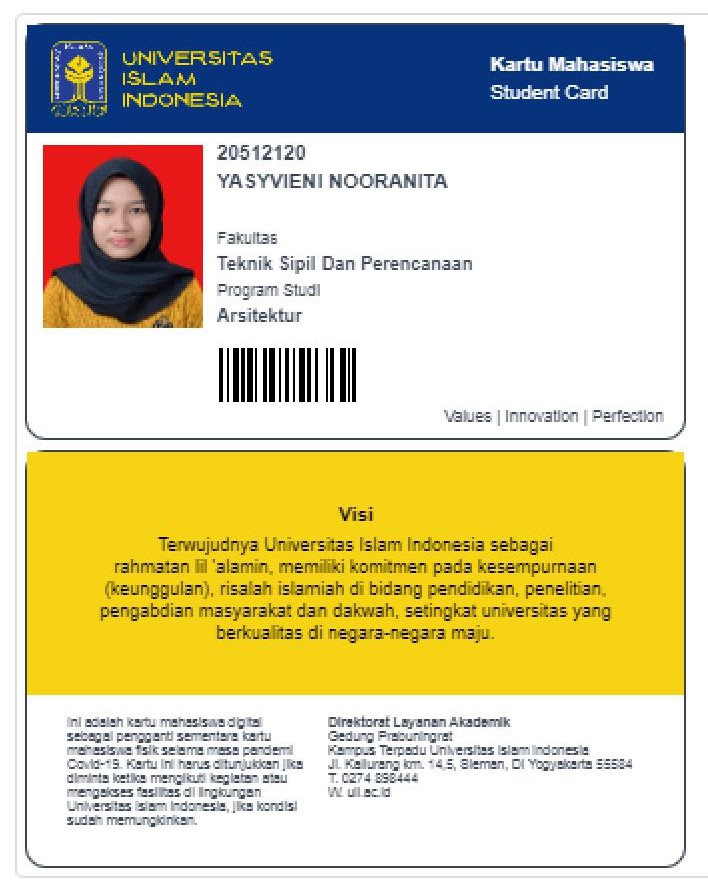 UNIVERSITAS
ISLAM
INDONESIA
Kartu Mahasiswa
Student Card
20512120
YASYVIENI NOORANITA
Fakultas
Teknik Sipil Dan Perencanaan
Program Studi
Arsitektur
Values | Innovation | Perfection
Visi
Terwujudnya Universitas Islam Indonesia sebagai
rahmatan lil 'alamin, memiliki komitmen pada kesempurnaan
(keunggulan), risalah islamiah di bidang pendidikan, penelitian,
pengabdian masyarakat dan dakwah, setingkat universitas yang
berkualitas di negara-negara maju.
Ini adalah kartu mahasiswa digital
sebagai pengganti sementara kartu
mahasiswa fisik selama masa pandemi
Covid-19. Kartu ini harus ditunjukkan jika
diminta ketika mengikuti kegiatan atau
mengakses fasilitas di lingkungan
Universitas Islam Indonesia, jika kondisi
sudah memungkinkan.
Direktorat Layanan Akademik
Gedung Prabuningrat
Kampus Terpadu Universitas Islam Indonesia
Jl. Kaliurang km. 14,5, Sleman, DI Yogyakarta 55584
T. 0274 898444
W. uii.ac.id